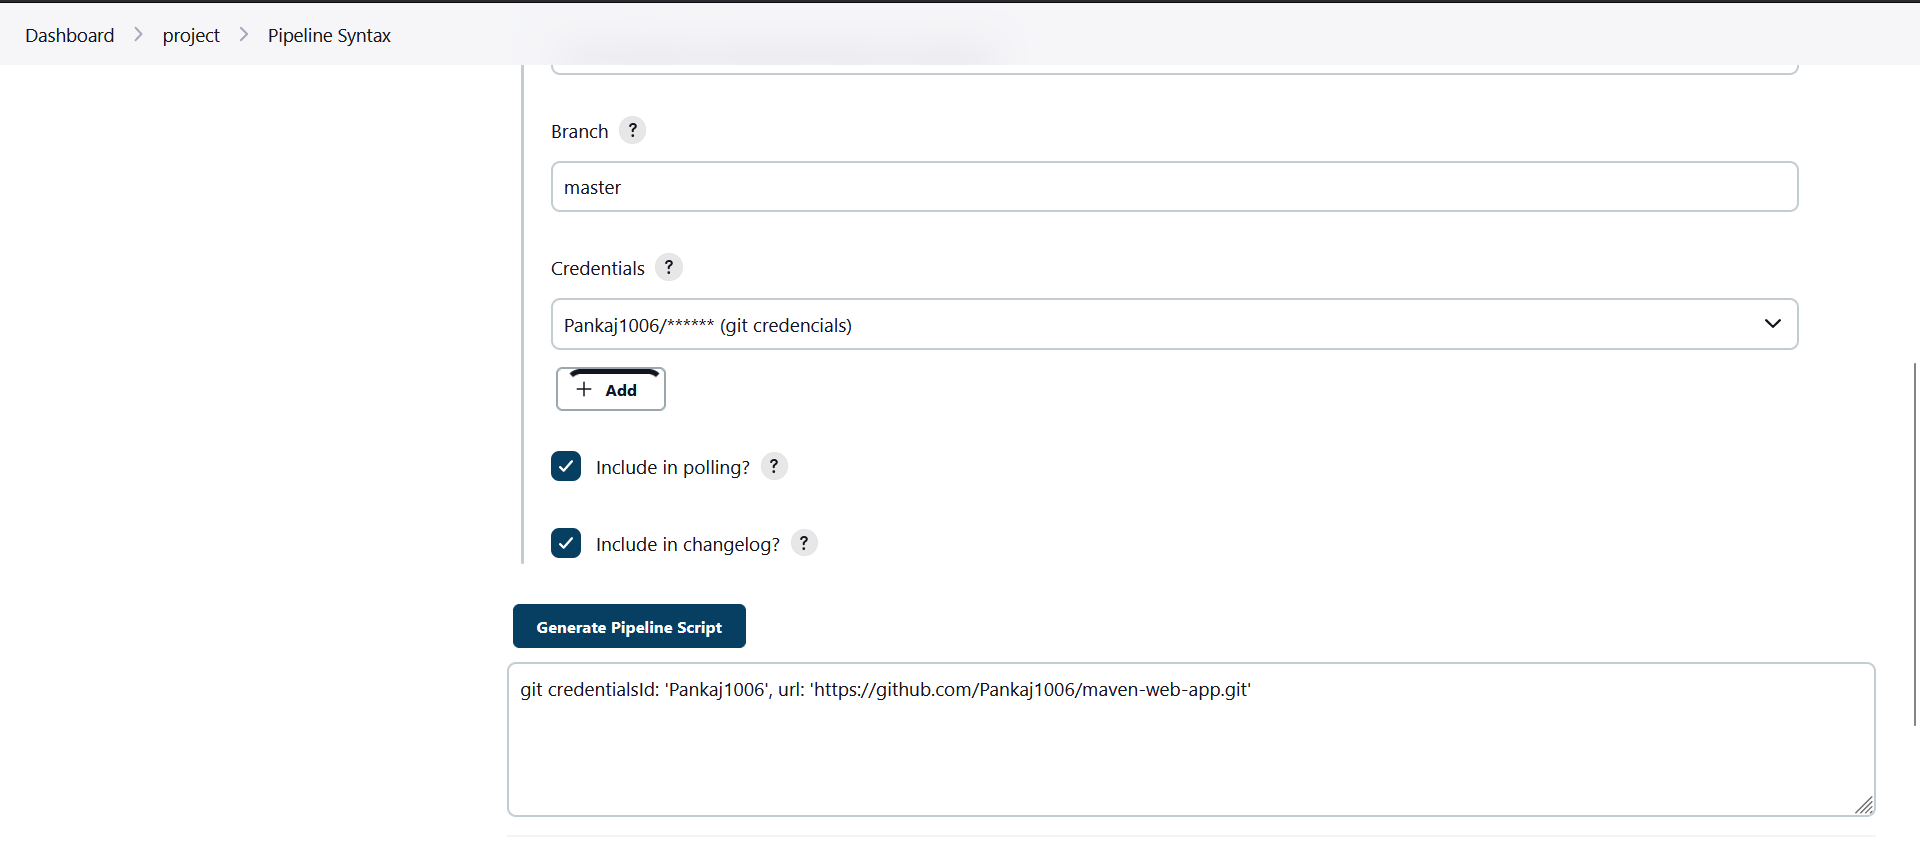 Dashboard > project > Pipeline Syntax
Branch ?
master
Credentials ?
Pankaj1006/****** (git credencials)
+ Add
Include in polling? ?
Include in changelog? ?
Generate Pipeline Script
git credentialsId: 'Pankaj1006', url: 'https://github.com/Pankaj1006/maven-web-app.git'